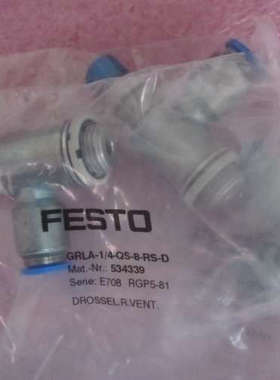 FESTO
GRLA-1/4-QS-8-RS-D
Mat.-Nr.: 534339
Serie: E708 RGP5-81
DROSSEL.R.VENT.